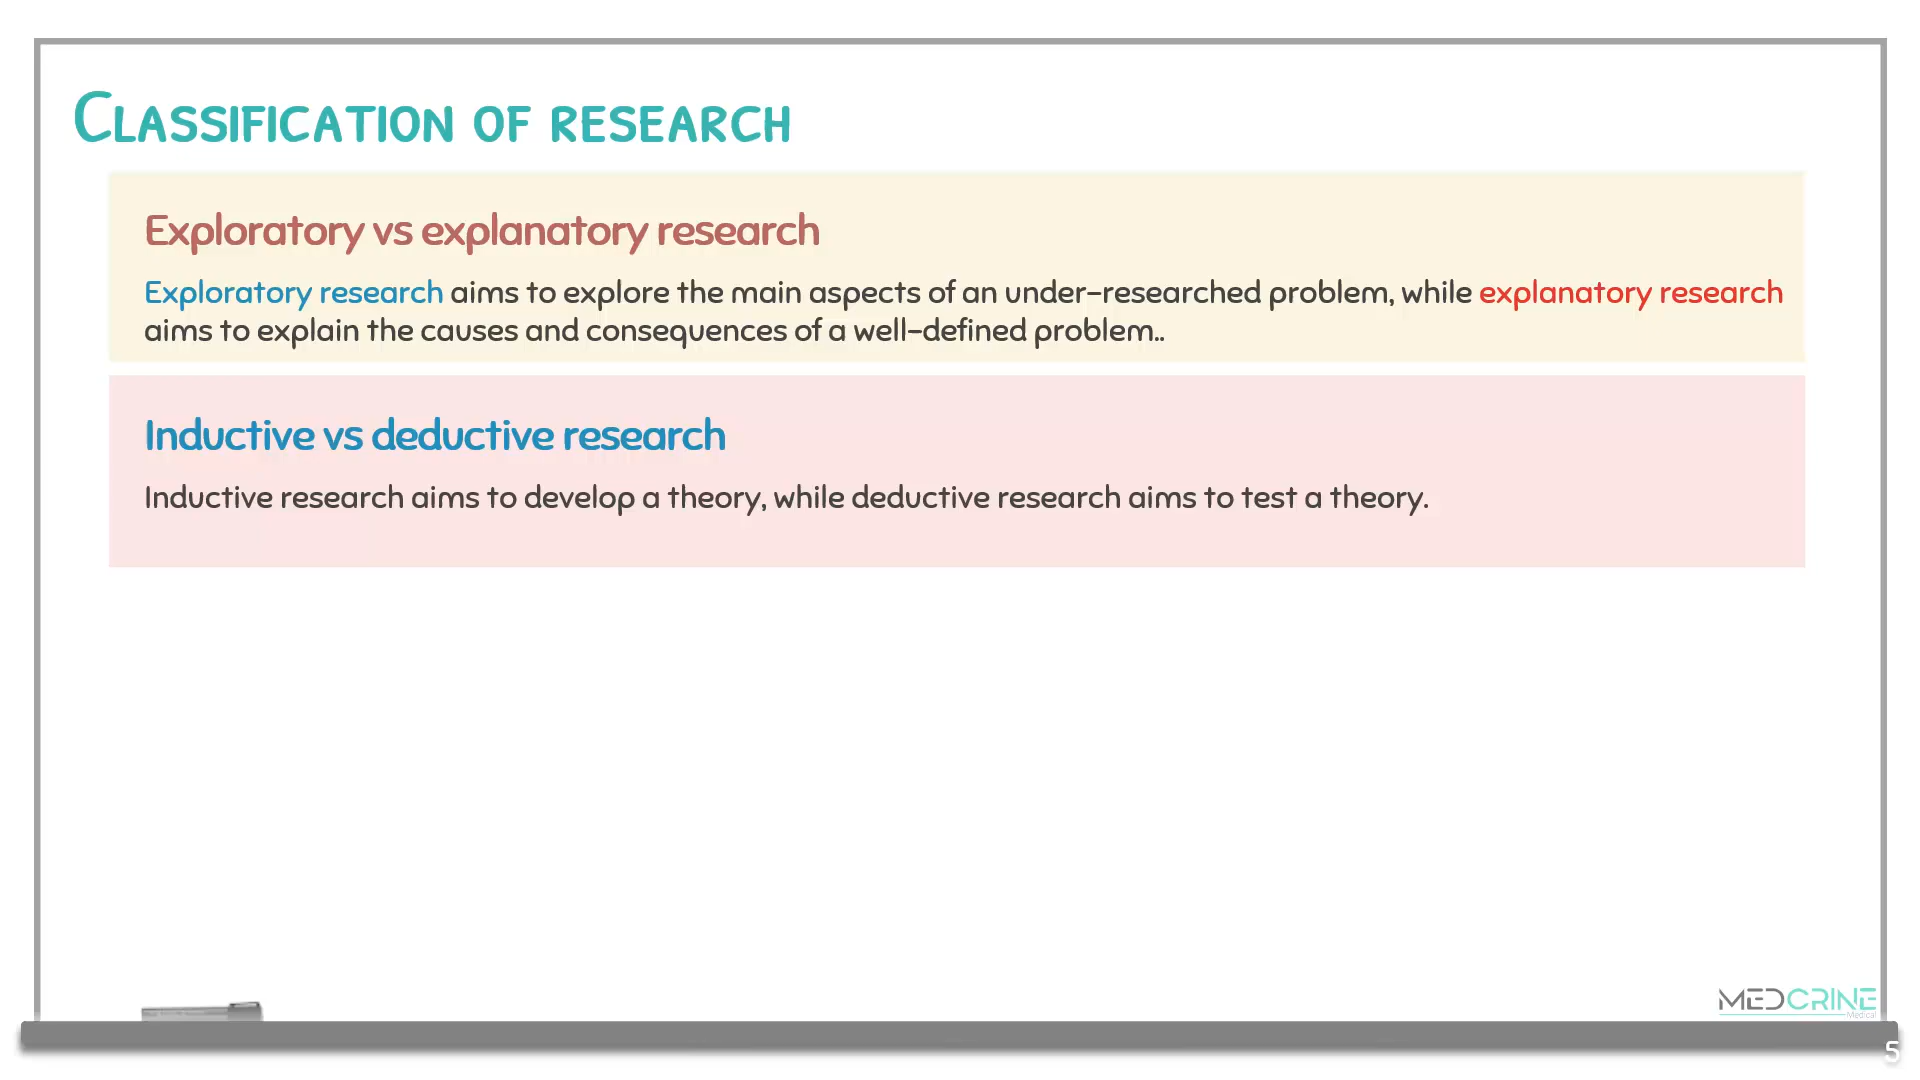 Classification of research
Exploratory vs explanatory research
Exploratory research aims to explore the main aspects of an under-researched problem, while explanatory research
aims to explain the causes and consequences of a well-defined problem..
Inductive vs deductive research
Inductive research aims to develop a theory, while deductive research aims to test a theory.
MEDCRINE
Medical
5